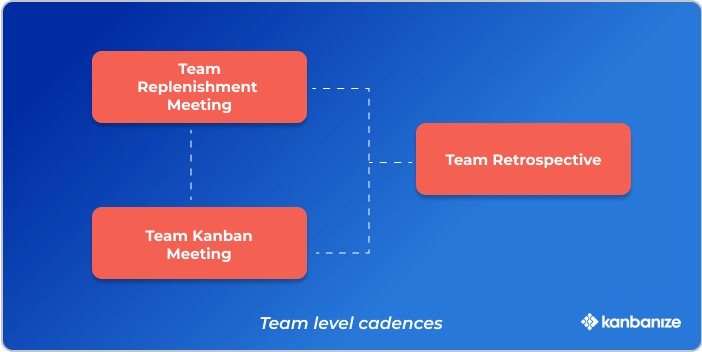 Team
Replenishment
Meeting
Team Retrospective
Team Kanban
Meeting
Team level cadences
kanbanize